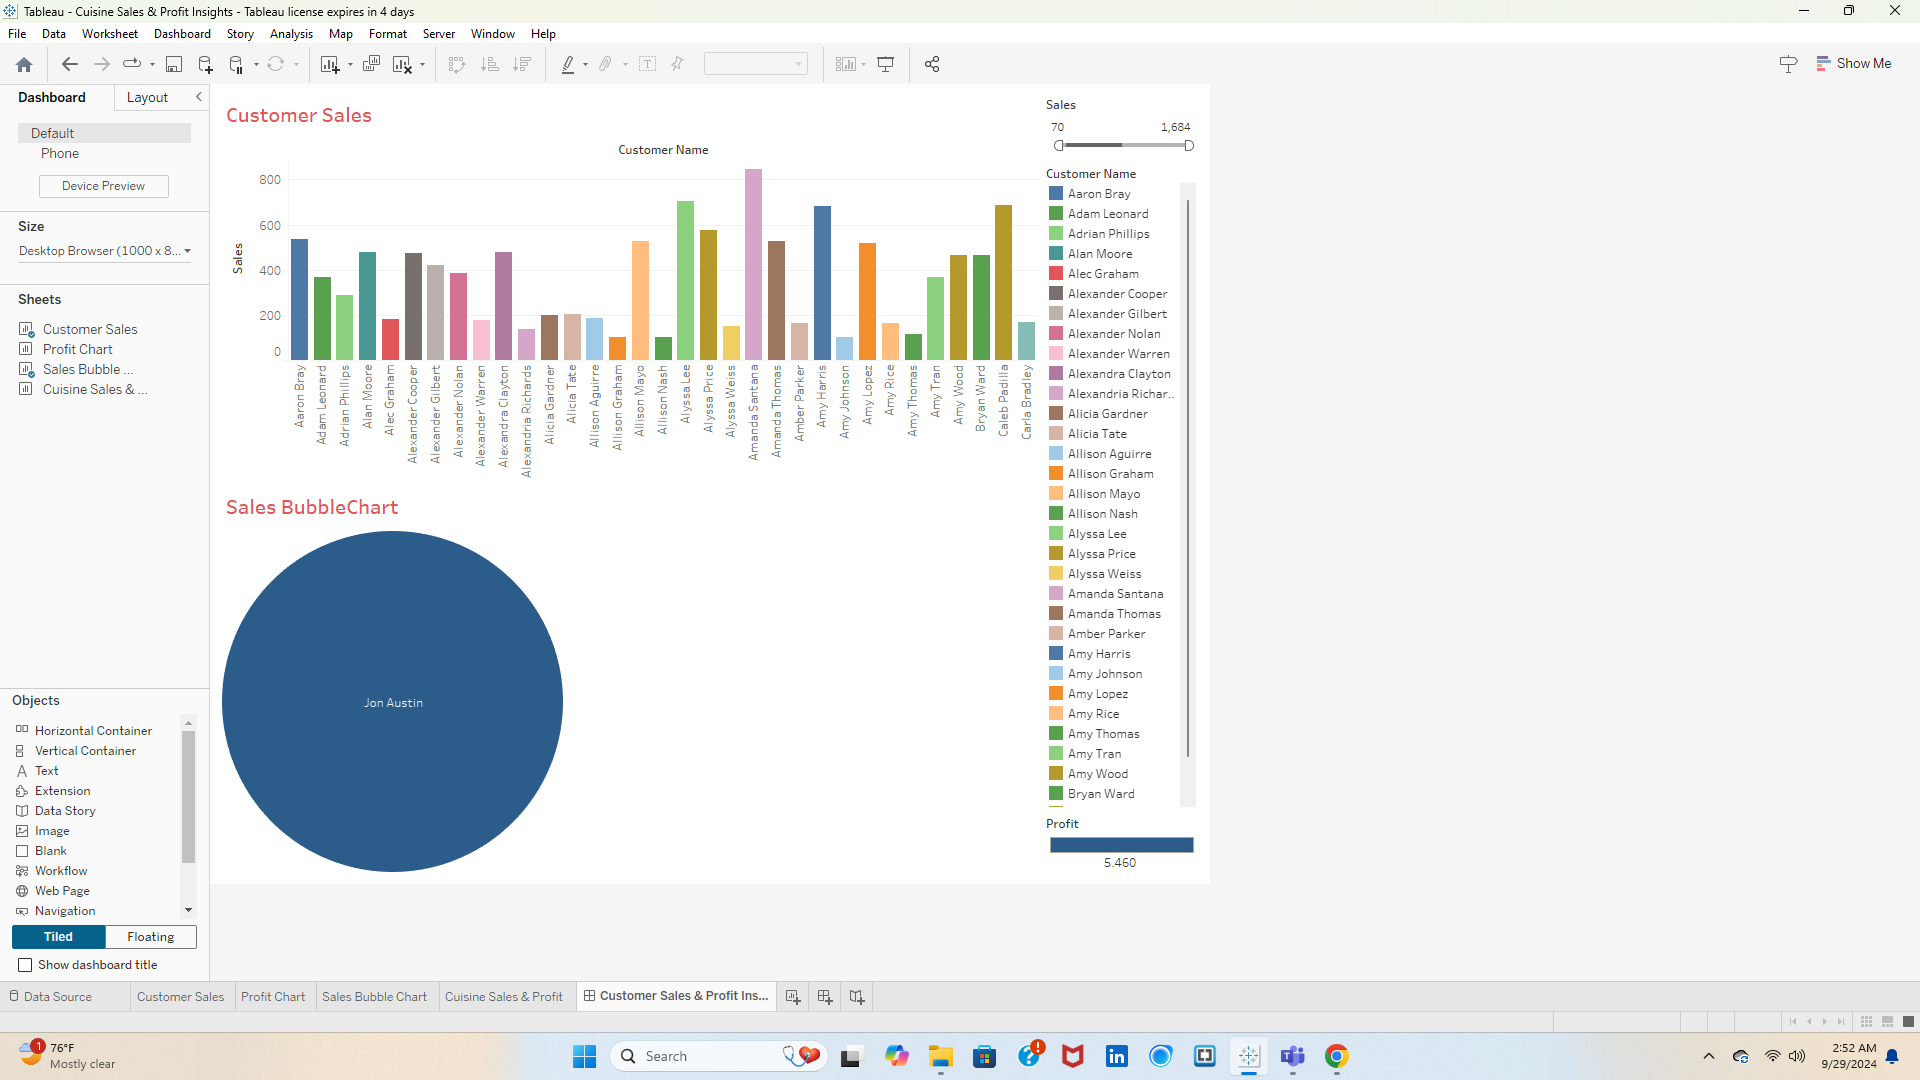 Tableau - Cuisine Sales & Profit Insights - Tableau license expires in 4 days
File Data Worksheet Dashboard Story Analysis Map Format Server Window Help
Show Me
Dashboard Layout
Default
Phone
Device Preview
Size
Desktop Browser (1000 x 8...
Sheets
Customer Sales
Profit Chart
Sales Bubble ...
Cuisine Sales & ...
Objects
Horizontal Container
Vertical Container
Text
Extension
Data Story
Image
Blank
Workflow
Web Page
Navigation
Tiled Floating
Show dashboard title
Customer Sales
Customer Name
Sales
800
600
400
200
0
Aaron Bray
Adam Leonard
Adrian Phillips
Alan Moore
Alec Graham
Alexander Cooper
Alexander Gilbert
Alexander Nolan
Alexander Warren
Alexandra Clayton
Alexandria Richards
Alicia Gardner
Alicia Tate
Allison Aguirre
Allison Graham
Allison Mayo
Allison Nash
Alyssa Lee
Alyssa Price
Alyssa Weiss
Amanda Santana
Amanda Thomas
Amber Parker
Amy Harris
Amy Johnson
Amy Lopez
Amy Rice
Amy Thomas
Amy Tran
Amy Wood
Bryan Ward
Caleb Padilla
Carla Bradley
Sales BubbleChart
Jon Austin
Sales
70 1,684
Customer Name
Aaron Bray
Adam Leonard
Adrian Phillips
Alan Moore
Alec Graham
Alexander Cooper
Alexander Gilbert
Alexander Nolan
Alexander Warren
Alexandra Clayton
Alexandria Richar..
Alicia Gardner
Alicia Tate
Allison Aguirre
Allison Graham
Allison Mayo
Allison Nash
Alyssa Lee
Alyssa Price
Alyssa Weiss
Amanda Santana
Amanda Thomas
Amber Parker
Amy Harris
Amy Johnson
Amy Lopez
Amy Rice
Amy Thomas
Amy Tran
Amy Wood
Bryan Ward
Profit
5.460
Data Source Customer Sales Profit Chart Sales Bubble Chart Cuisine Sales & Profit Customer Sales & Profit Ins...
1
76°F
Mostly clear
Search
2:52 AM
9/29/2024